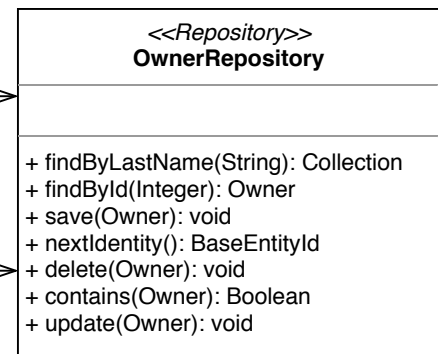 <<Repository>>
OwnerRepository
+ findByLastName(String): Collection
+ findById(Integer): Owner
+ save(Owner): void
+ nextIdentity(): BaseEntityId
+ delete(Owner): void
+ contains(Owner): Boolean
+ update(Owner): void